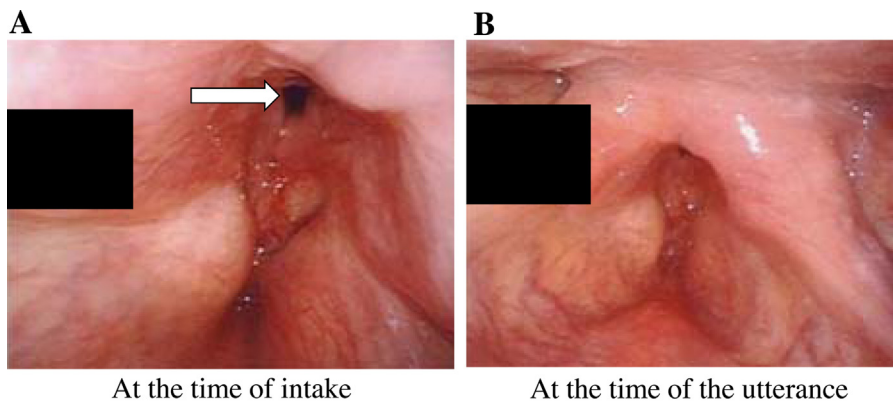 A
B
At the time of intake
At the time of the utterance